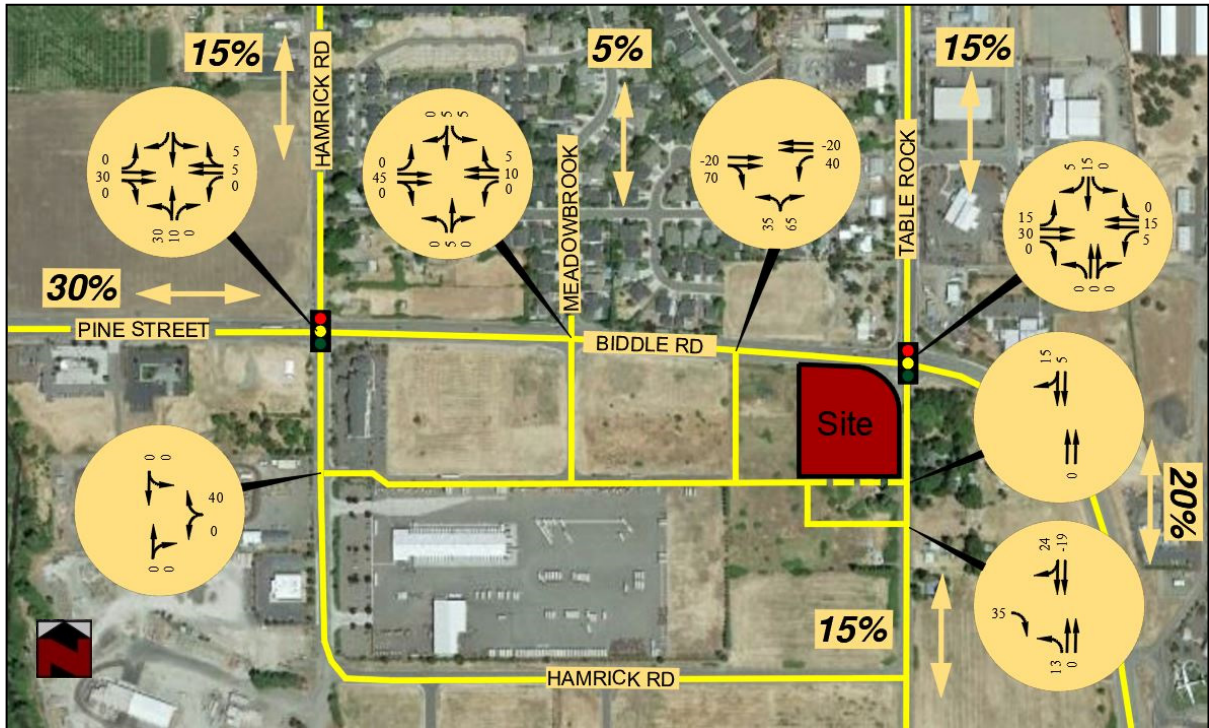 15%
5%
15%
HAMRICK RD
MEADOWBROOK
TABLE ROCK
0 5 5
5 15 0
0
30
0
5
5
0
30 10 0
0
45
0
5
10
0
0 5 0
-20
70
-20
40
35 65
15
30
0
0
15
5
0 0 0
30%
PINE STREET
BIDDLE RD
15 5
0
Site
0 0
40
0
0 0
20%
24 -19
35
13 0
15%
HAMRICK RD
N